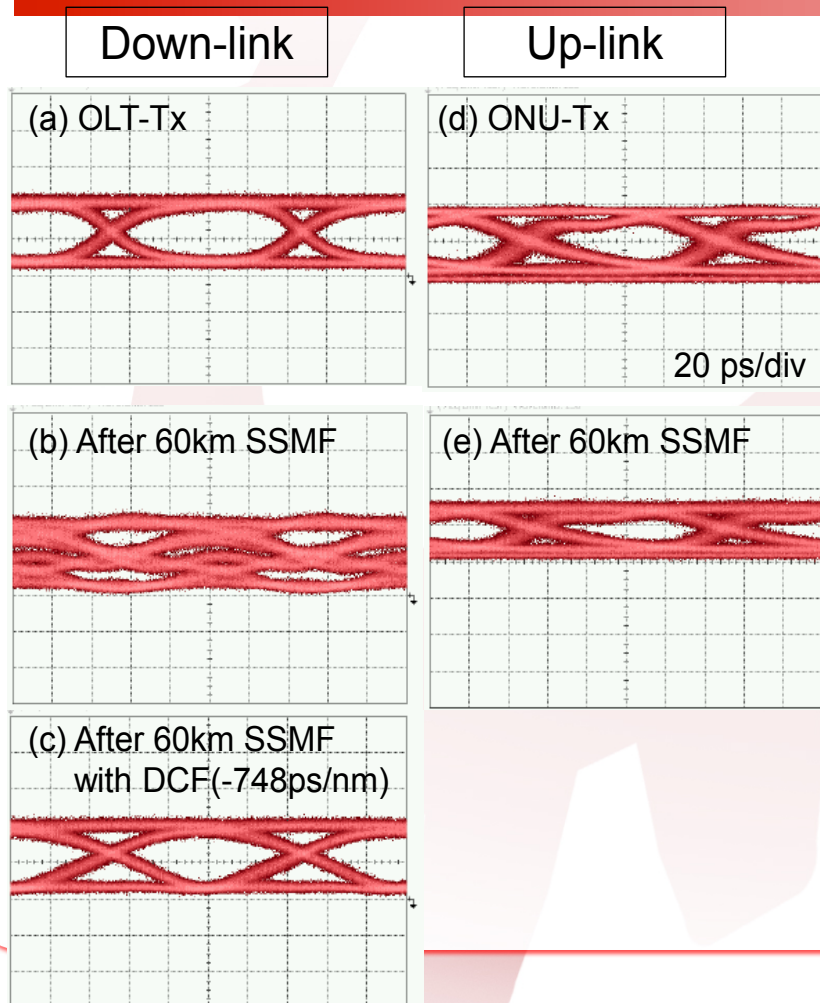 Down-link
Up-link
(a) OLT-Tx
(d) ONU-Tx
20 ps/div
(b) After 60km SSMF
(e) After 60km SSMF
(c) After 60km SSMF
with DCF(-748ps/nm)